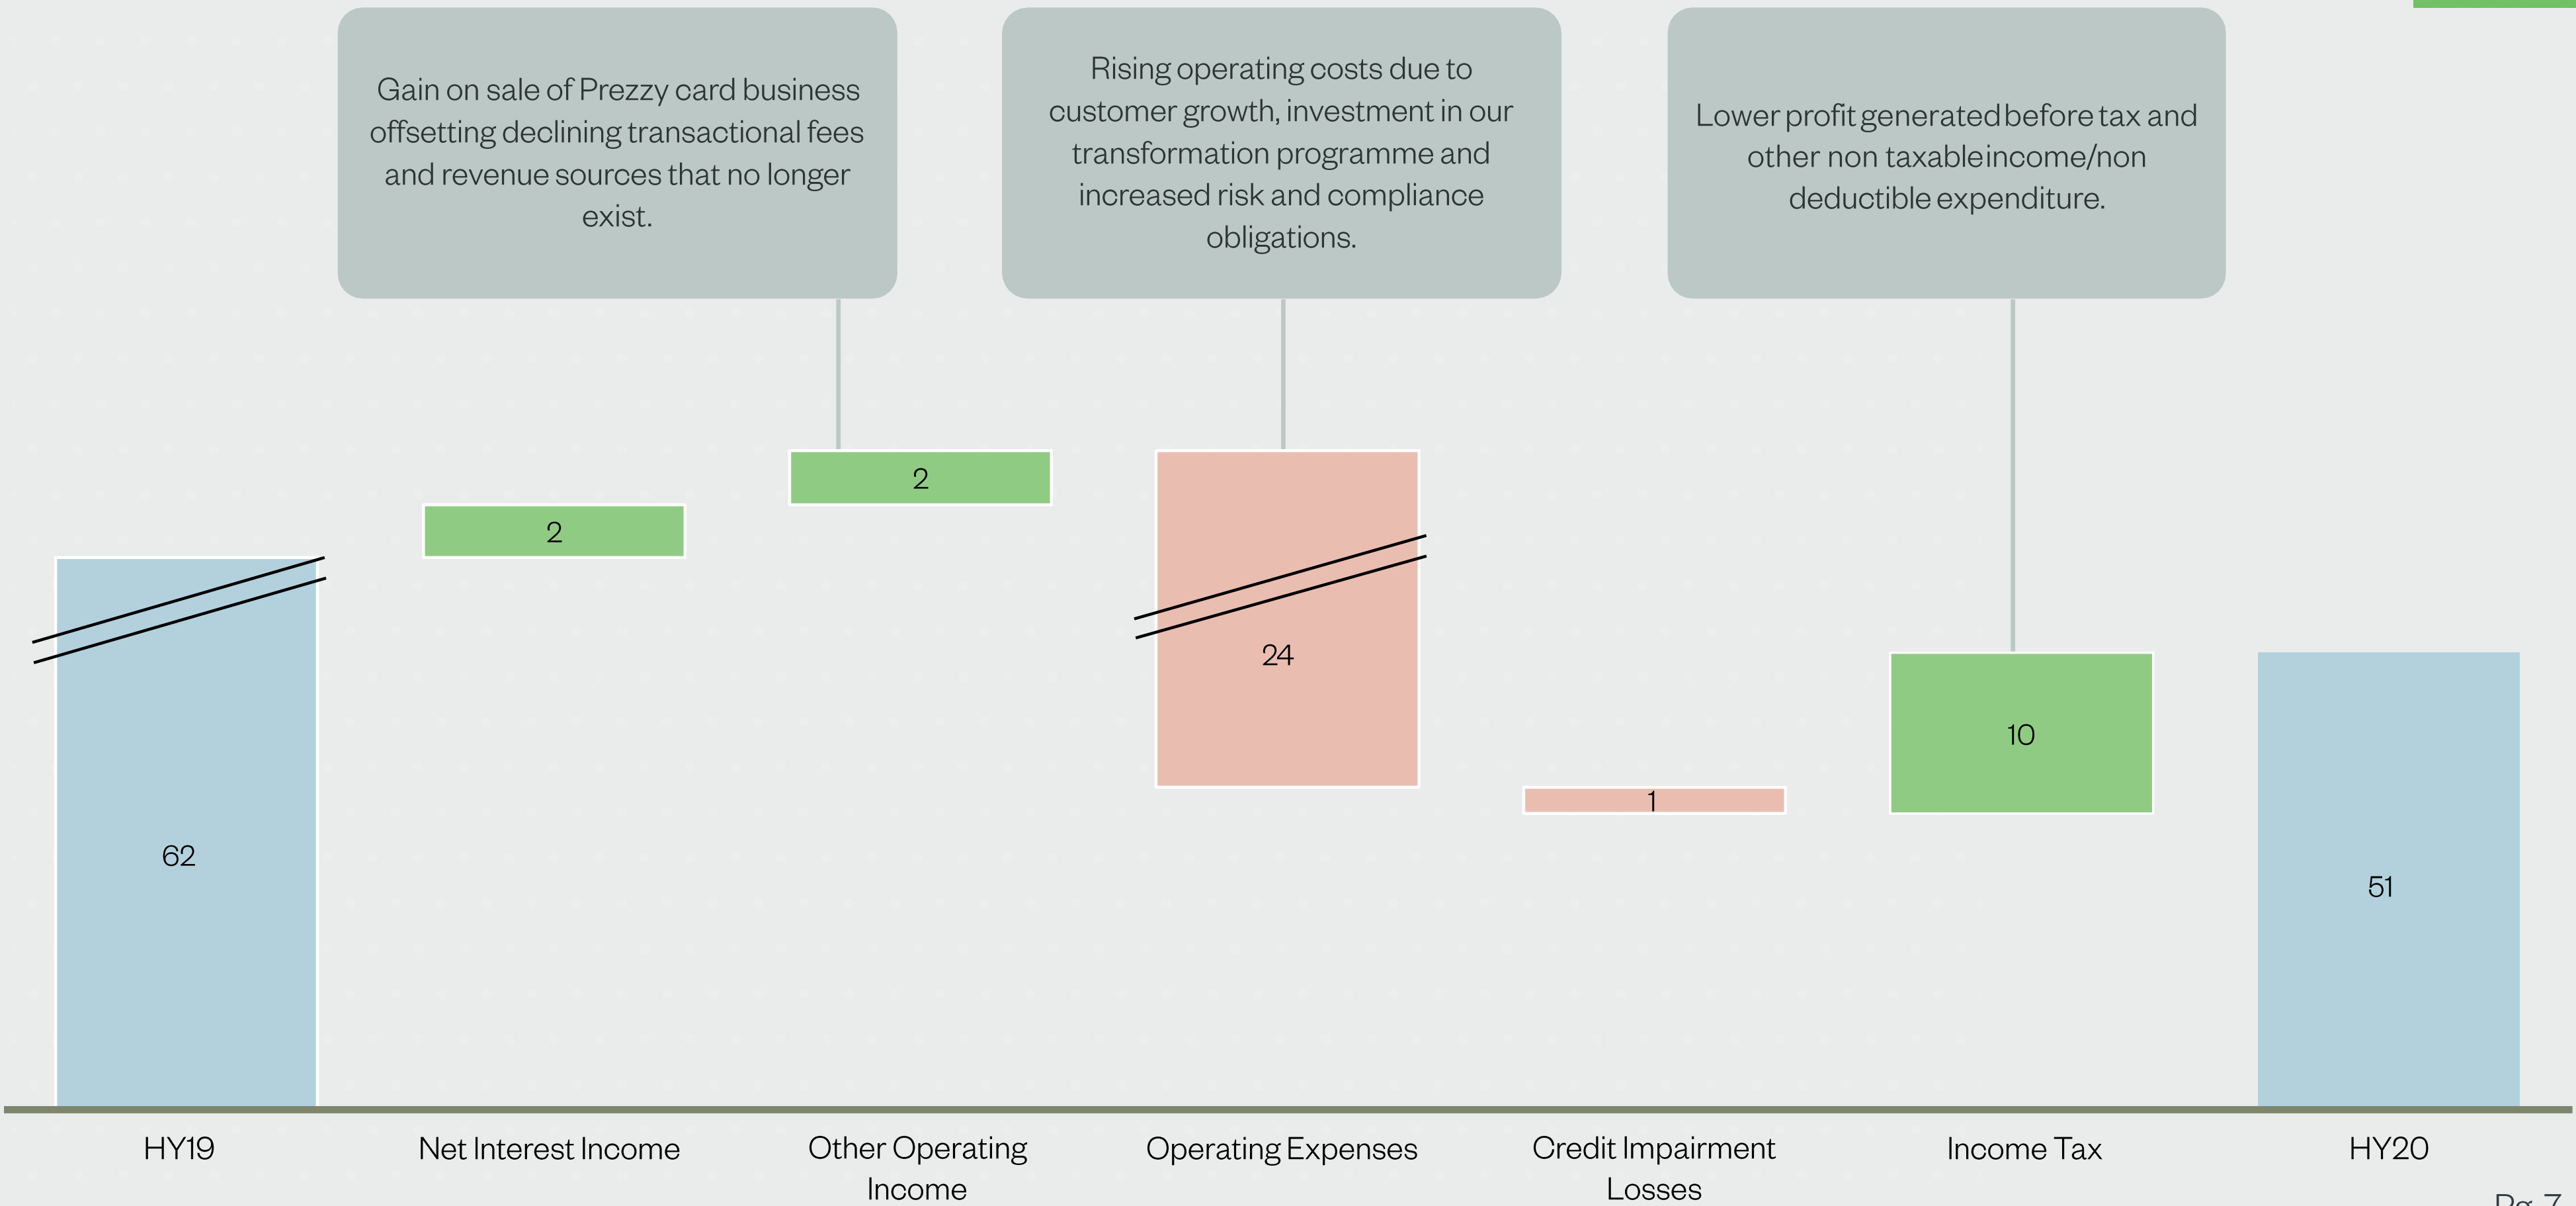 Gain on sale of Prezzy card business
offsetting declining transactional fees
and revenue sources that no longer
exist.
Rising operating costs due to
customer growth, investment in our
transformation programme and
increased risk and compliance
obligations.
Lower profit generated before tax and
other non taxable income/non
deductible expenditure.
2
2
24
1
10
62
51
HY19
Net Interest Income
Other Operating
Income
Operating Expenses
Credit Impairment
Losses
Income Tax
HY20
Pg. 7